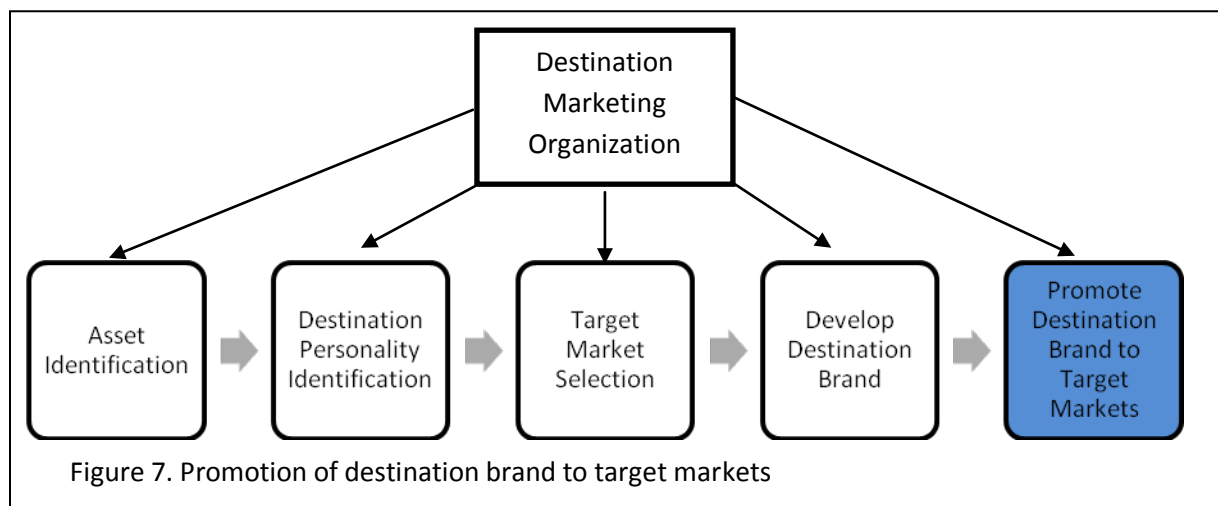 Destination
Marketing
Organization
Asset
Identification
Destination
Personality
Identification
Target
Market
Selection
Develop
Destination
Brand
Promote
Destination
Brand to
Target
Markets
Figure 7. Promotion of destination brand to target markets